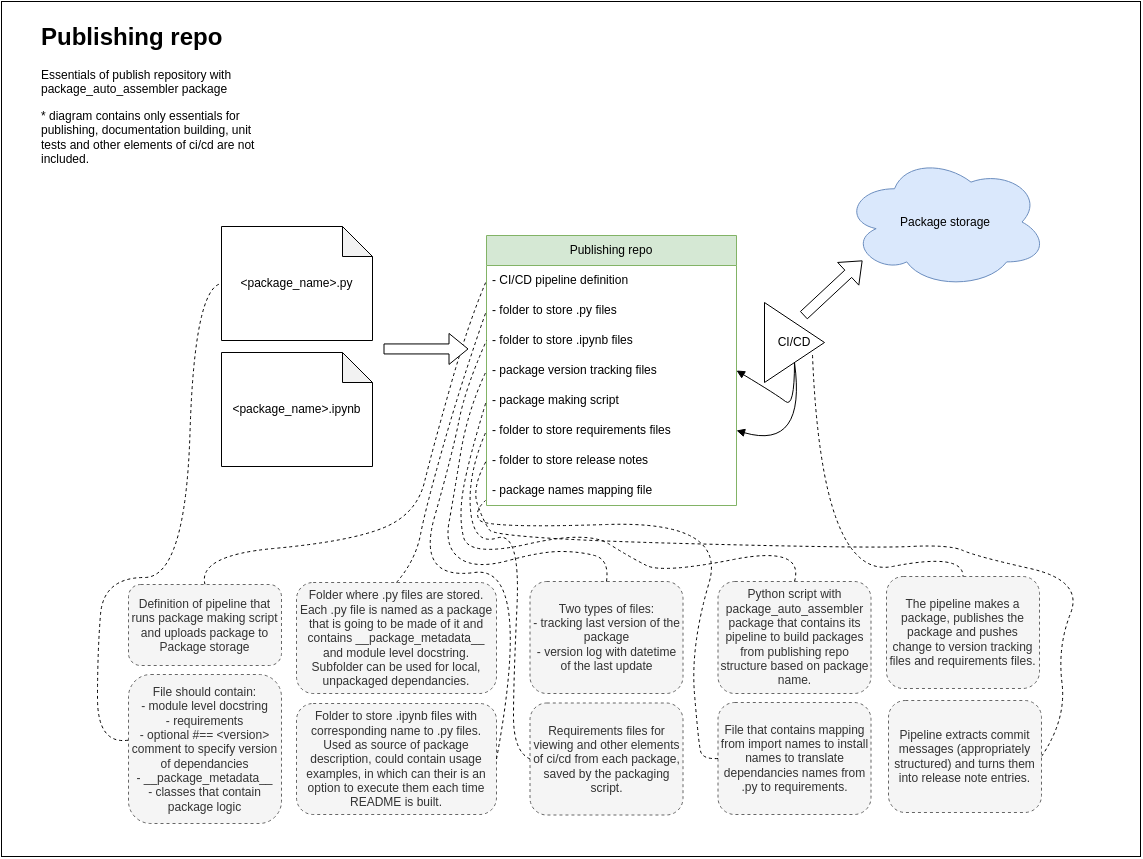 Publishing repo
Essentials of publish repository with
package_auto_assembler package
* diagram contains only essentials for
publishing, documentation building, unit
tests and other elements of ci/cd are not
included.
Package storage
<package_name>.py
<package_name>.ipynb
Publishing repo
- CI/CD pipeline definition
- folder to store .py files
- folder to store .ipynb files
- package version tracking files
- package making script
- folder to store requirements files
- folder to store release notes
- package names mapping file
CI/CD
Definition of pipeline that
runs package making script
and uploads package to
Package storage
Folder where .py files are stored.
Each .py file is named as a package
that is going to be made of it and
contains __package_metadata__
and module level docstring.
Subfolder can be used for local,
unpackaged dependancies.
Two types of files:
- tracking last version of the
package
- version log with datetime
of the last update
Python script with
package_auto_assembler
package that contains its
pipeline to build packages
from publishing repo
structure based on package
name.
The pipeline makes a
package, publishes the
package and pushes
change to version tracking
files and requirements files.
File should contain:
- module level docstring
- requirements
- optional #== <version>
comment to specify version
of dependancies
- __package_metadata__
- classes that contain
package logic
Folder to store .ipynb files with
corresponding name to .py files.
Used as source of package
description, could contain usage
examples, in which can their is an
option to execute them each time
README is built.
Requirements files for
viewing and other elements
of ci/cd from each package,
saved by the packaging
script.
File that contains mapping
from import names to install
names to translate
dependancies names from
.py to requirements.
Pipeline extracts commit
messages (appropriately
structured) and turns them
into release note entries.